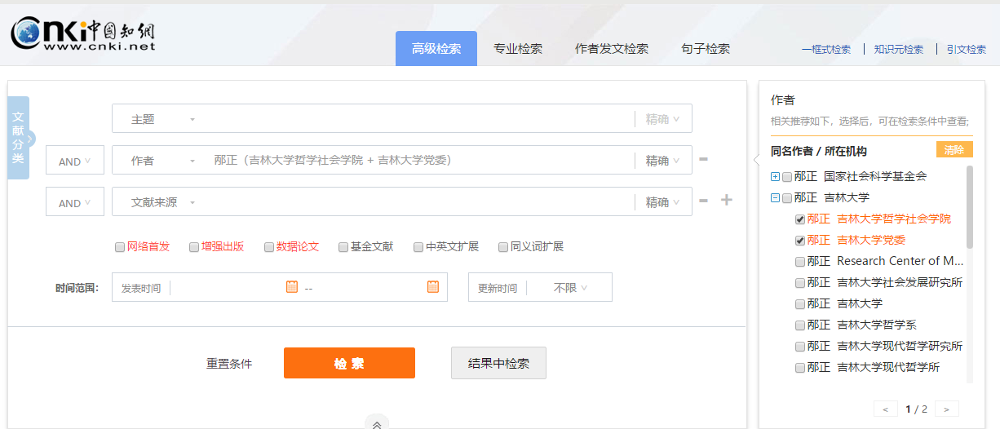 Cnki中國知網
www.cnki.net
高级检索 专业检索 作者发文检索 句子检索 一框式检索 知识元检索 引文检索
文献分类
主题 精确
AND 作者 邴正（吉林大学哲学社会学院 + 吉林大学党委） 精确
AND 文献来源 精确
网络首发 增强出版 数据论文 基金文献 中英文扩展 同义词扩展
时间范围： 发表时间 -- 更新时间 不限
重置条件 检索 结果中检索
作者
相关推荐如下，选择后，可在检索条件中查看;
同名作者 / 所在机构 清除
邴正 国家社会科学基金会
邴正 吉林大学
邴正 吉林大学哲学社会学院
邴正 吉林大学党委
邴正 Research Center of M...
邴正 吉林大学社会发展研究所
邴正 吉林大学
邴正 吉林大学哲学系
邴正 吉林大学现代哲学研究所
邴正 吉林大学现代哲学所
< 1 / 2 >